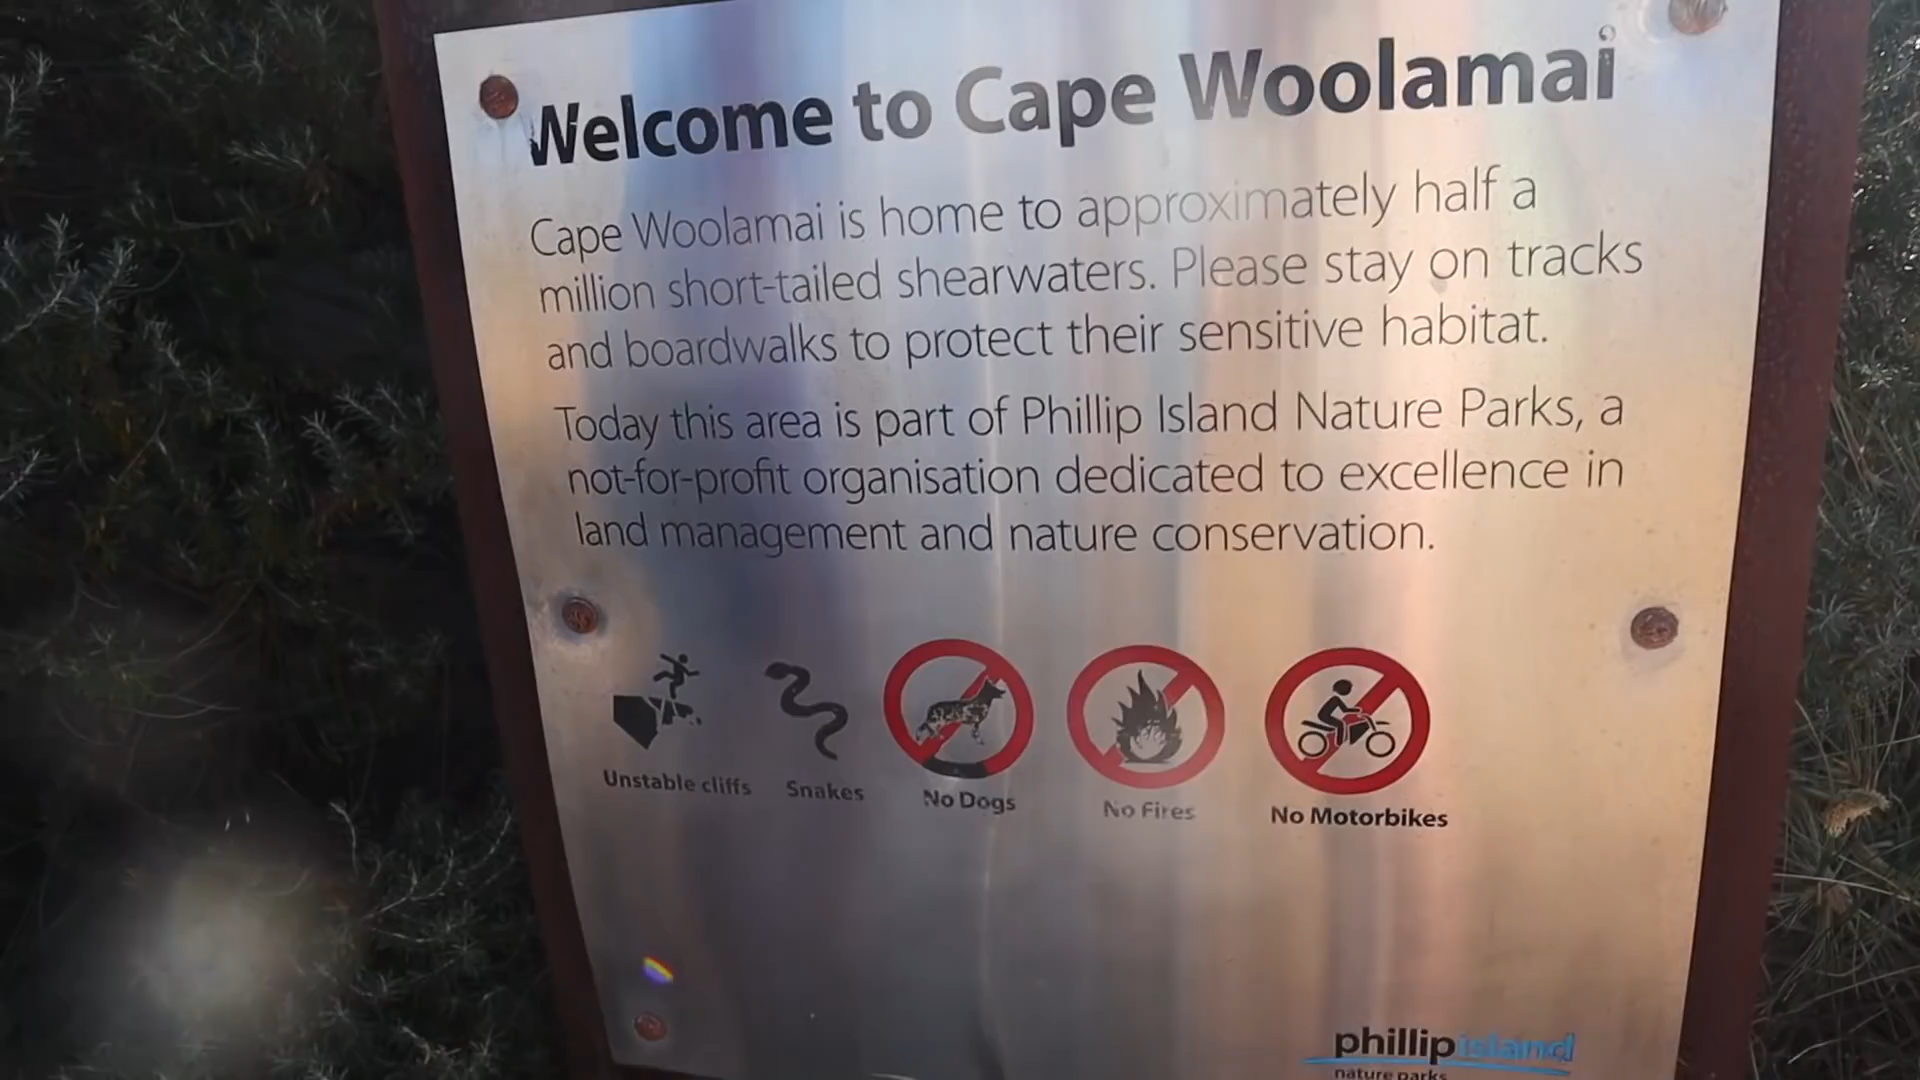 Welcome to Cape Woolamai
Cape Woolamai is home to approximately half a
million short-tailed shearwaters. Please stay on tracks
and boardwalks to protect their sensitive habitat.
Today this area is part of Phillip Island Nature Parks, a
not-for-profit organisation dedicated to excellence in
land management and nature conservation.
Unstable cliffs
Snakes
No Dogs
No Fires
No Motorbikes
phillipisland
nature parks